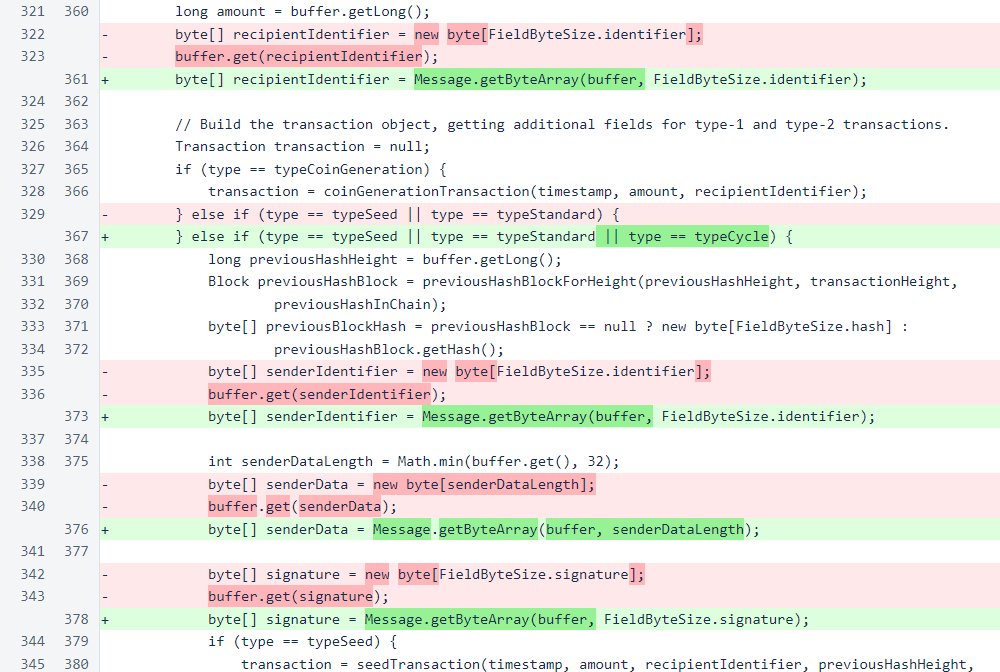 321 360 long amount = buffer.getLong();
322 - byte[] recipientIdentifier = new byte[FieldByteSize.identifier];
323 - buffer.get(recipientIdentifier);
361 + byte[] recipientIdentifier = Message.getByteArray(buffer, FieldByteSize.identifier);
324 362
325 363 // Build the transaction object, getting additional fields for type-1 and type-2 transactions.
326 364 Transaction transaction = null;
327 365 if (type == typeCoinGeneration) {
328 366 transaction = coinGenerationTransaction(timestamp, amount, recipientIdentifier);
329 - } else if (type == typeSeed || type == typeStandard) {
367 + } else if (type == typeSeed || type == typeStandard || type == typeCycle) {
330 368 long previousHashHeight = buffer.getLong();
331 369 Block previousHashBlock = previousHashBlockForHeight(previousHashHeight, transactionHeight,
332 370 previousHashInChain);
333 371 byte[] previousBlockHash = previousHashBlock == null ? new byte[FieldByteSize.hash] :
334 372 previousHashBlock.getHash();
335 - byte[] senderIdentifier = new byte[FieldByteSize.identifier];
336 - buffer.get(senderIdentifier);
373 + byte[] senderIdentifier = Message.getByteArray(buffer, FieldByteSize.identifier);
337 374
338 375 int senderDataLength = Math.min(buffer.get(), 32);
339 - byte[] senderData = new byte[senderDataLength];
340 - buffer.get(senderData);
376 + byte[] senderData = Message.getByteArray(buffer, senderDataLength);
341 377
342 - byte[] signature = new byte[FieldByteSize.signature];
343 - buffer.get(signature);
378 + byte[] signature = Message.getByteArray(buffer, FieldByteSize.signature);
344 379 if (type == typeSeed) {
345 380 transaction = seedTransaction(timestamp, amount, recipientIdentifier, previousHashHeight,